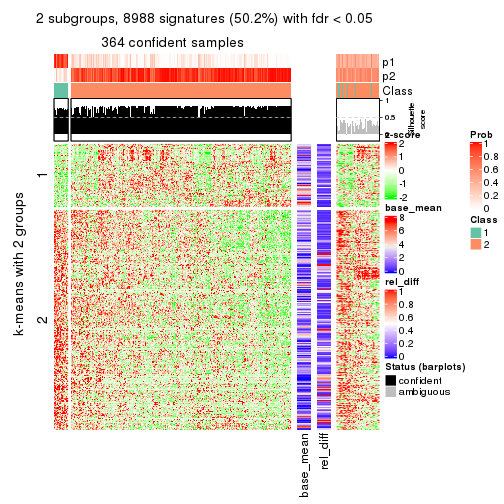 2 subgroups, 8988 signatures (50.2%) with fdr < 0.05
364 confident samples
p1
p2
Class
1
0.5
0
Silhouette
score
z-score
2
1
0
-1
-2
base_mean
8
6
4
2
0
rel_diff
1
0.8
0.6
0.4
0.2
0
Status (barplots)
confident
ambiguous
Prob
1
0.8
0.6
0.4
0.2
0
Class
1
2
k-means with 2 groups
1
2
base_mean
rel_diff